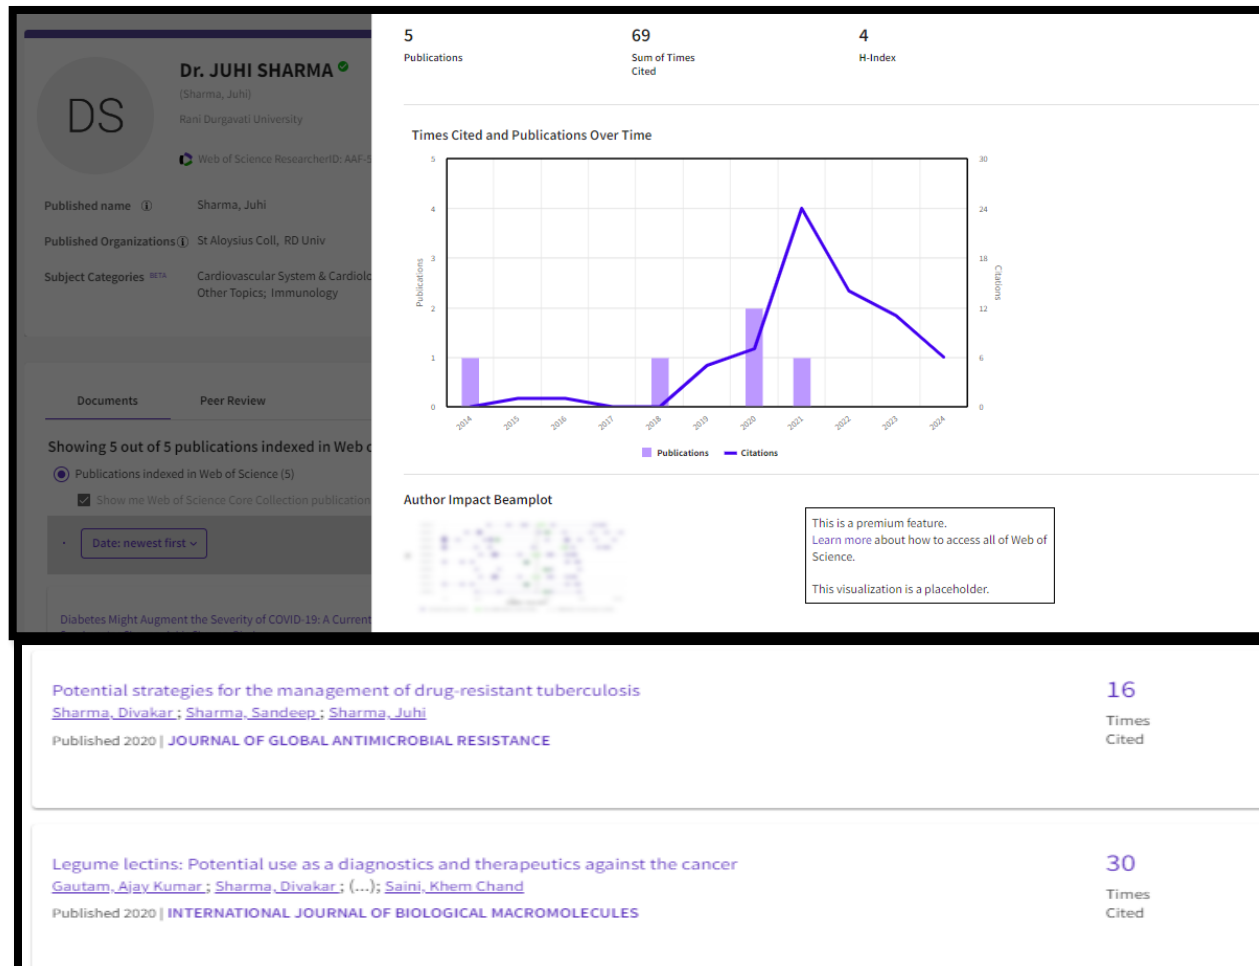 DS
Dr. JUHI SHARMA
(Sharma, Juhi)
Rani Durgavati University
Web of Science ResearcherID: AAF-
Published name
Sharma, Juhi
Published Organizations
St Aloysius Coll, RD Univ
Subject Categories BETA
Cardiovascular System & Cardiolo
Other Topics; Immunology
Documents
Peer Review
Showing 5 out of 5 publications indexed in Web o
Publications indexed in Web of Science (5)
Show me Web of Science Core Collection publication
Date: newest first
Diabetes Might Augment the Severity of COVID-19: A Current
5
Publications
69
Sum of Times
Cited
4
H-Index
Times Cited and Publications Over Time
5
4
3
2
1
0
Publications
30
24
18
12
6
0
Citations
2014
2015
2016
2017
2018
2019
2020
2021
2022
2023
2024
Publications
Citations
Author Impact Beamplot
This is a premium feature.
Learn more about how to access all of Web of
Science.
This visualization is a placeholder.
Potential strategies for the management of drug-resistant tuberculosis
Sharma, Divakar ; Sharma, Sandeep ; Sharma, Juhi
Published 2020 | JOURNAL OF GLOBAL ANTIMICROBIAL RESISTANCE
16
Times
Cited
Legume lectins: Potential use as a diagnostics and therapeutics against the cancer
Gautam, Ajay Kumar ; Sharma, Divakar ; (...); Saini, Khem Chand
Published 2020 | INTERNATIONAL JOURNAL OF BIOLOGICAL MACROMOLECULES
30
Times
Cited